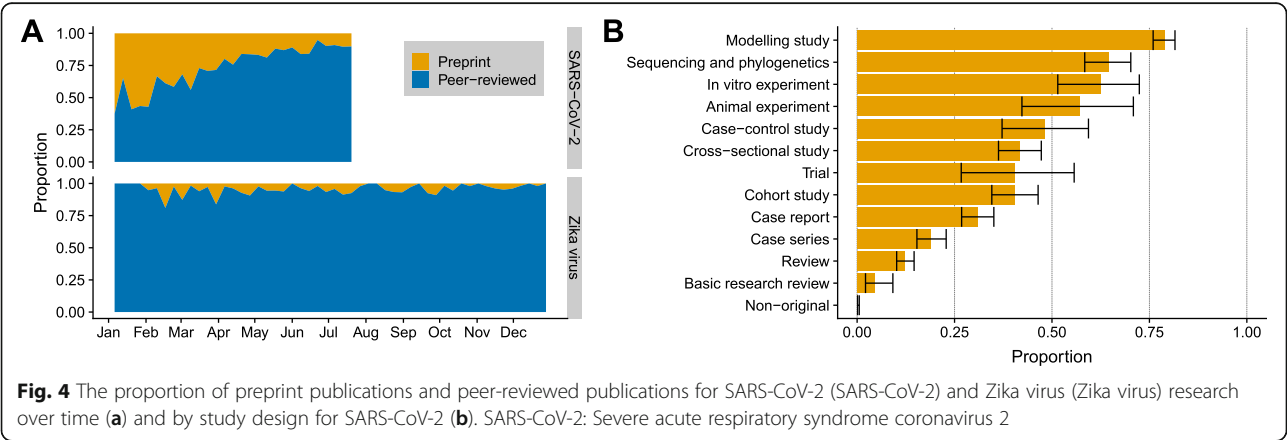 A
1.00
0.75
0.50
0.25
0.00
SARS−CoV−2
Preprint
Peer−reviewed
Proportion
1.00
0.75
0.50
0.25
0.00
Zika virus
Jan Feb Mar Apr May Jun Jul Aug Sep Oct Nov Dec
B
Modelling study
Sequencing and phylogenetics
In vitro experiment
Animal experiment
Case−control study
Cross−sectional study
Trial
Cohort study
Case report
Case series
Review
Basic research review
Non−original
0.00 0.25 0.50 0.75 1.00
Proportion
Fig. 4 The proportion of preprint publications and peer-reviewed publications for SARS-CoV-2 (SARS-CoV-2) and Zika virus (Zika virus) research
over time (a) and by study design for SARS-CoV-2 (b). SARS-CoV-2: Severe acute respiratory syndrome coronavirus 2